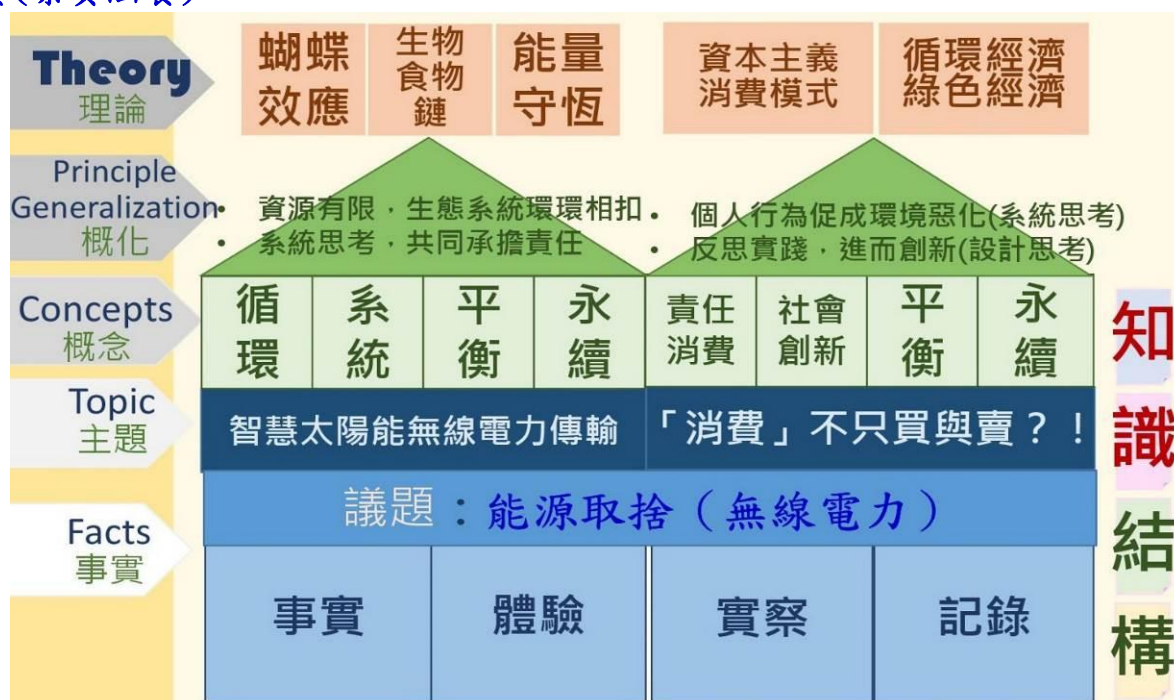 Theory
理論
蝴蝶
效應
生物
食物
鏈
能量
守恆
資本主義
消費模式
循環經濟
綠色經濟
Principle
Generalization
概化
• 資源有限，生態系統環環相扣
• 系統思考，共同承擔責任
• 個人行為促成環境惡化(系統思考)
• 反思實踐，進而創新(設計思考)
Concepts
概念
循
環
系
統
平
衡
永
續
責任
消費
社會
創新
平
衡
永
續
Topic
主題
智慧太陽能無線電力傳輸
「消費」不只買與賣？！
Facts
事實
議題：能源取捨（無線電力）
事實
體驗
實察
記錄
知
識
結
構